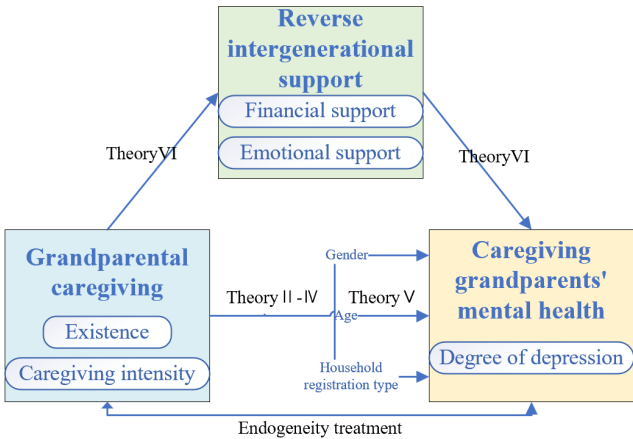 Reverse
intergenerational
support
Financial support
Emotional support
TheoryVI
TheoryVI
Grandparental
caregiving
Existence
Caregiving intensity
Theory II-IV
Gender
Age
Theory V
Household
registration type
Caregiving
grandparents'
mental health
Degree of depression
Endogeneity treatment